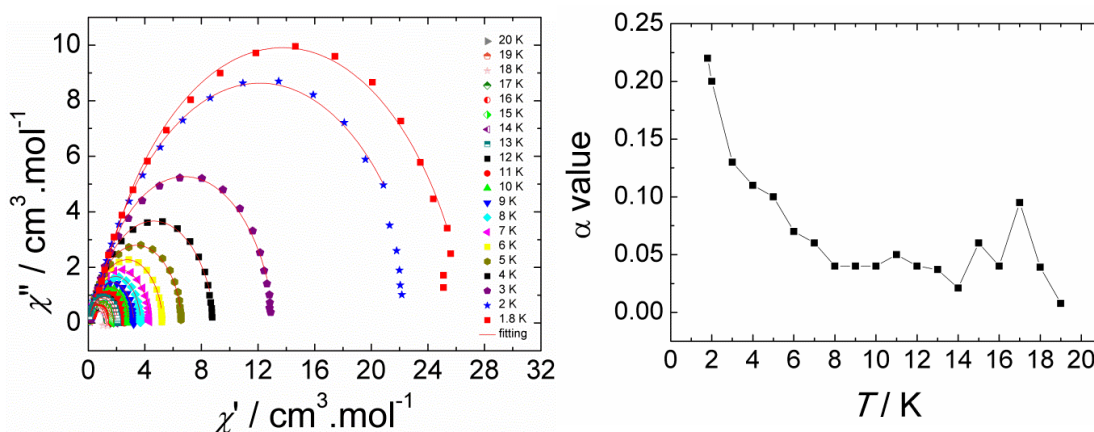 10
8
6
4
2
0
χ'' / cm³.mol⁻¹
0 4 8 12 16 20 24 28 32
χ' / cm³.mol⁻¹
20 K
19 K
18 K
17 K
16 K
15 K
14 K
13 K
12 K
11 K
10 K
9 K
8 K
7 K
6 K
5 K
4 K
3 K
2 K
1.8 K
fitting
0.25
0.20
0.15
0.10
0.05
0.00
α value
0 2 4 6 8 10 12 14 16 18 20
T / K